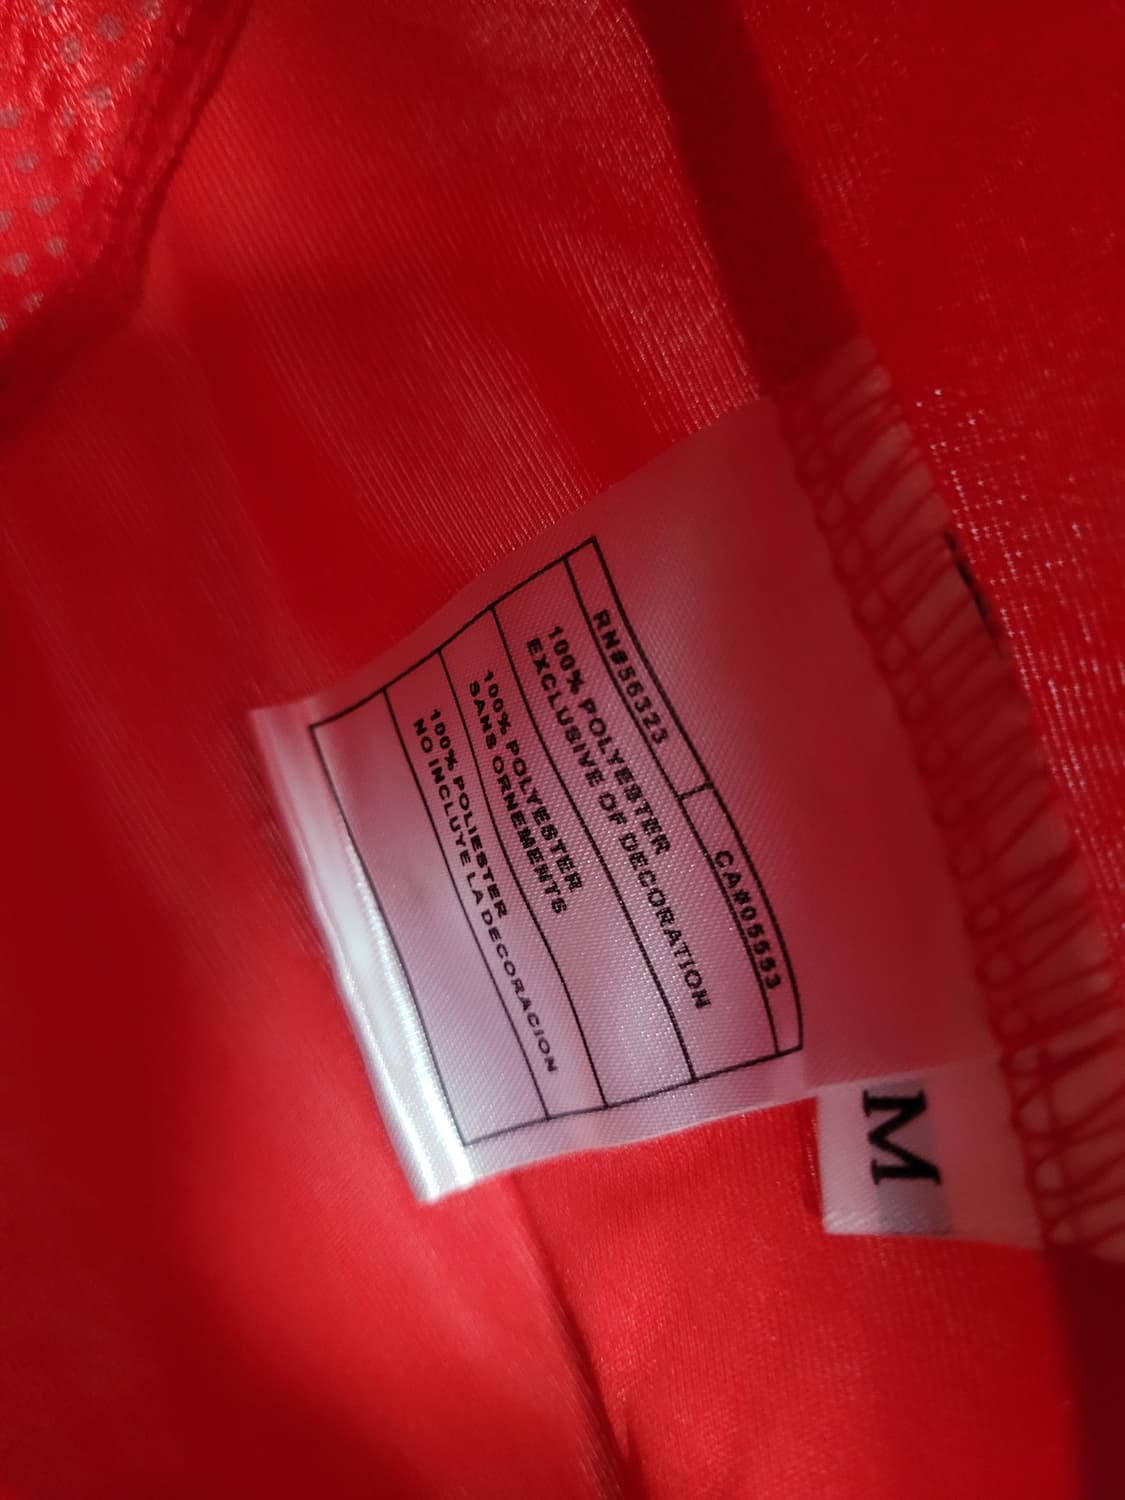 RN#56323 CA#05553
100% POLYESTER
EXCLUSIVE OF DECORATION
100% POLYESTER
SANS ORNEMENTS
100% POLIESTER
NO INCLUYE LA DECORACION
M